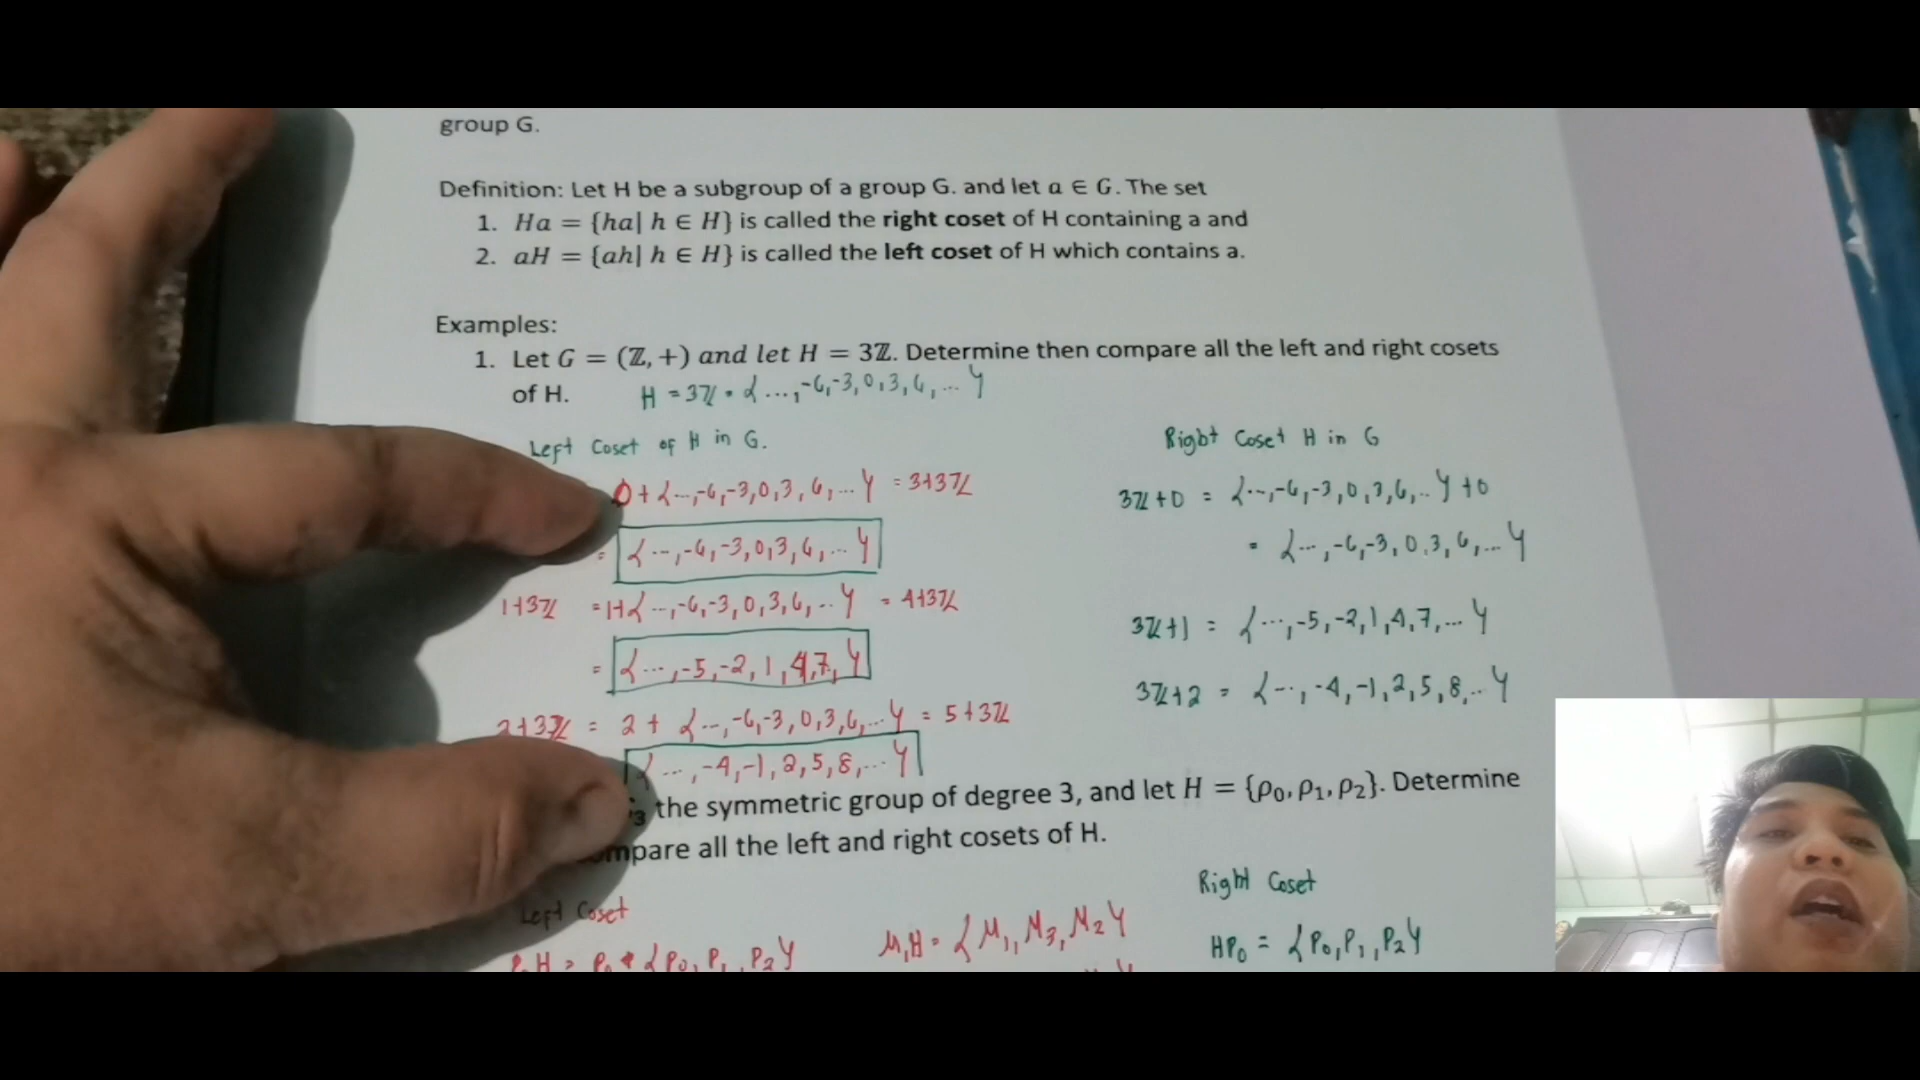 group G.
Definition: Let H be a subgroup of a group G. and let a ∈ G. The set
1. Ha = {ha| h ∈ H} is called the right coset of H containing a and
2. aH = {ah| h ∈ H} is called the left coset of H which contains a.
Examples:
1. Let G = (ℤ, +) and let H = 3ℤ. Determine then compare all the left and right cosets
of H. H = 3ℤ = {..., -6, -3, 0, 3, 6, ... }
Left Coset of H in G.
0 + {..., -6, -3, 0, 3, 6, ... } = 3+3ℤ
= {..., -6, -3, 0, 3, 6, ... }
1+3ℤ = 1+{..., -6, -3, 0, 3, 6, ... } = 4+3ℤ
= {..., -5, -2, 1, 4, 7, }
2+3ℤ = 2 + {..., -6, -3, 0, 3, 6, ... } = 5+3ℤ
{..., -4, -1, 2, 5, 8, ... }
Right Coset H in G
3ℤ+0 = {..., -6, -3, 0, 3, 6, ... } +0
= {..., -6, -3, 0, 3, 6, ... }
3ℤ+1 = {..., -5, -2, 1, 4, 7, ... }
3ℤ+2 = {..., -4, -1, 2, 5, 8, ... }
the symmetric group of degree 3, and let H = {ρ₀, ρ₁, ρ₂}. Determine
all the left and right cosets of H.
Left Coset
{ρ₀, ρ₁, ρ₂}
μ₁H = {μ₁, μ₃, μ₂}
Right Coset
Hρ₀ = {ρ₀, ρ₁, ρ₂}